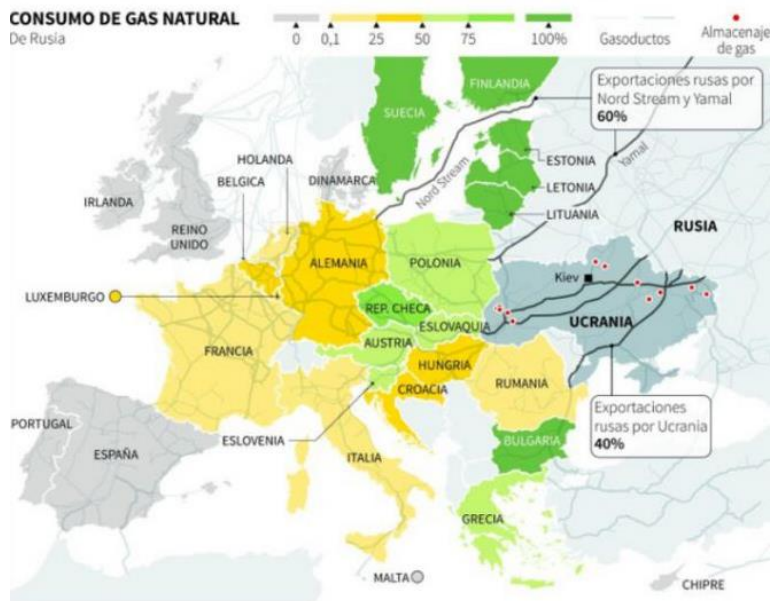 CONSUMO DE GAS NATURAL
De Rusia
0
0,1
25
50
75
100%
Gasoductos
Almacenaje
de gas
FINLANDIA
SUECIA
Exportaciones rusas por
Nord Stream y Yamal
60%
ESTONIA
LETONIA
LITUANIA
Yamal
Nord Stream
HOLANDA
BELGICA
DINAMARCA
IRLANDA
REINO
UNIDO
RUSIA
ALEMANIA
POLONIA
Kiev
LUXEMBURGO
REP. CHECA
ESLOVAQUIA
UCRANIA
AUSTRIA
FRANCIA
HUNGRIA
CROACIA
RUMANIA
PORTUGAL
ESPAÑA
ESLOVENIA
ITALIA
Exportaciones
rusas por Ucrania
40%
BULGARIA
GRECIA
MALTA
CHIPRE